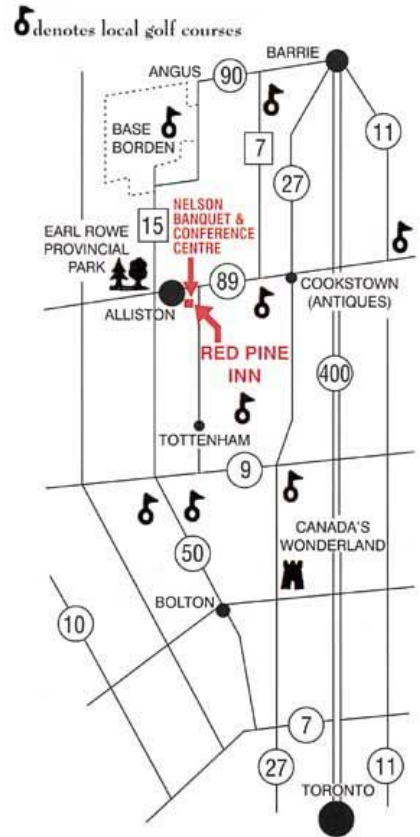 denotes local golf courses
BARRIE
ANGUS
90
BASE
BORDEN
7
11
27
NELSON
BANQUET &
CONFERENCE
CENTRE
15
EARL ROWE
PROVINCIAL
PARK
89
COOKSTOWN
(ANTIQUES)
ALLISTON
RED PINE
INN
400
TOTTENHAM
9
CANADA'S
WONDERLAND
50
BOLTON
10
7
27
11
TORONTO